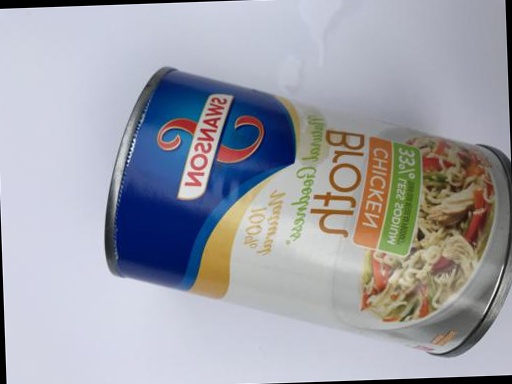 SWANSON
Natural Goodness
100%
Natural
CHICKEN
Broth
33% LESS SODIUM